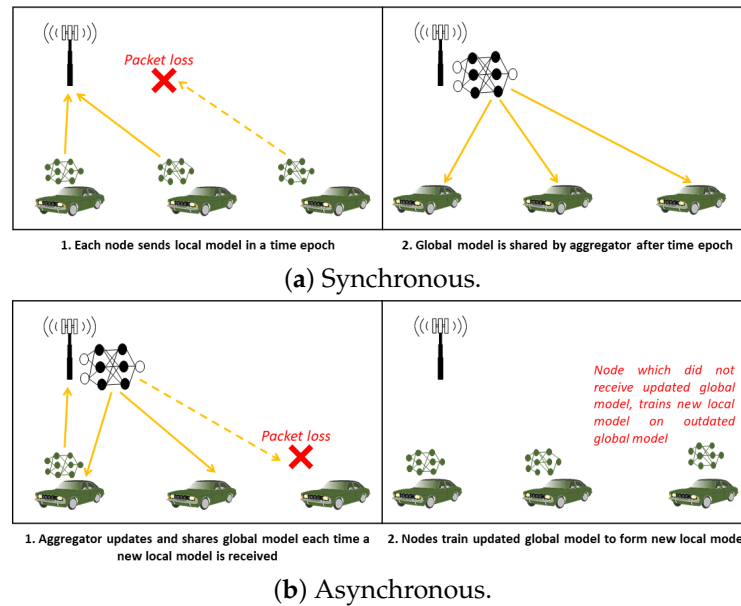 Packet loss
1. Each node sends local model in a time epoch
2. Global model is shared by aggregator after time epoch
(a) Synchronous.
Packet loss
1. Aggregator updates and shares global model each time a
new local model is received
Node which did not
receive updated global
model, trains new local
model on outdated
global model
2. Nodes train updated global model to form new local mode
(b) Asynchronous.